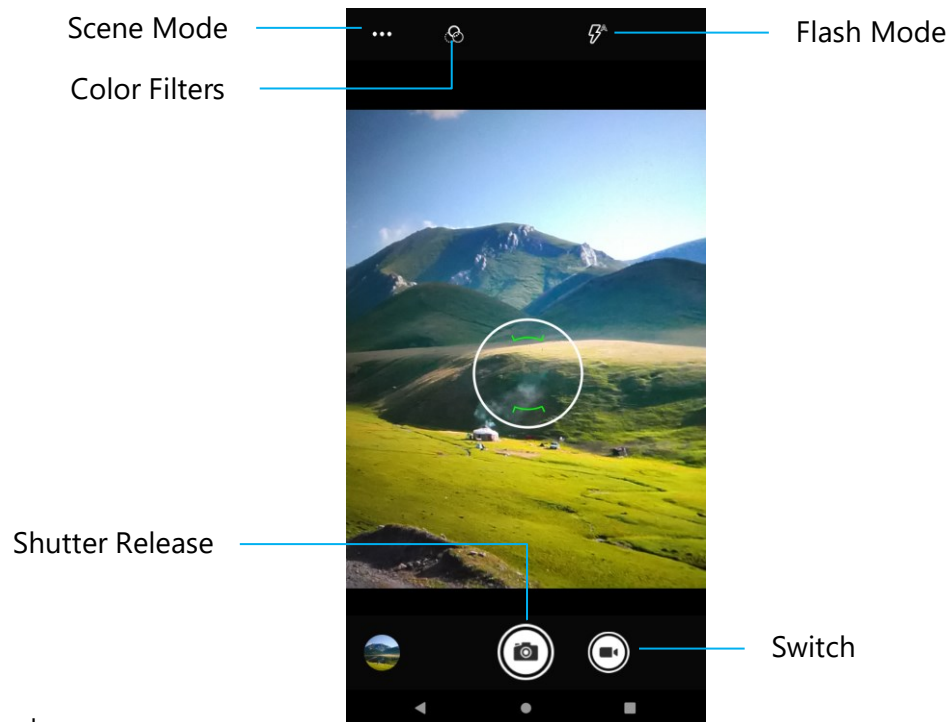 Scene Mode
Flash Mode
Color Filters
Shutter Release
Switch